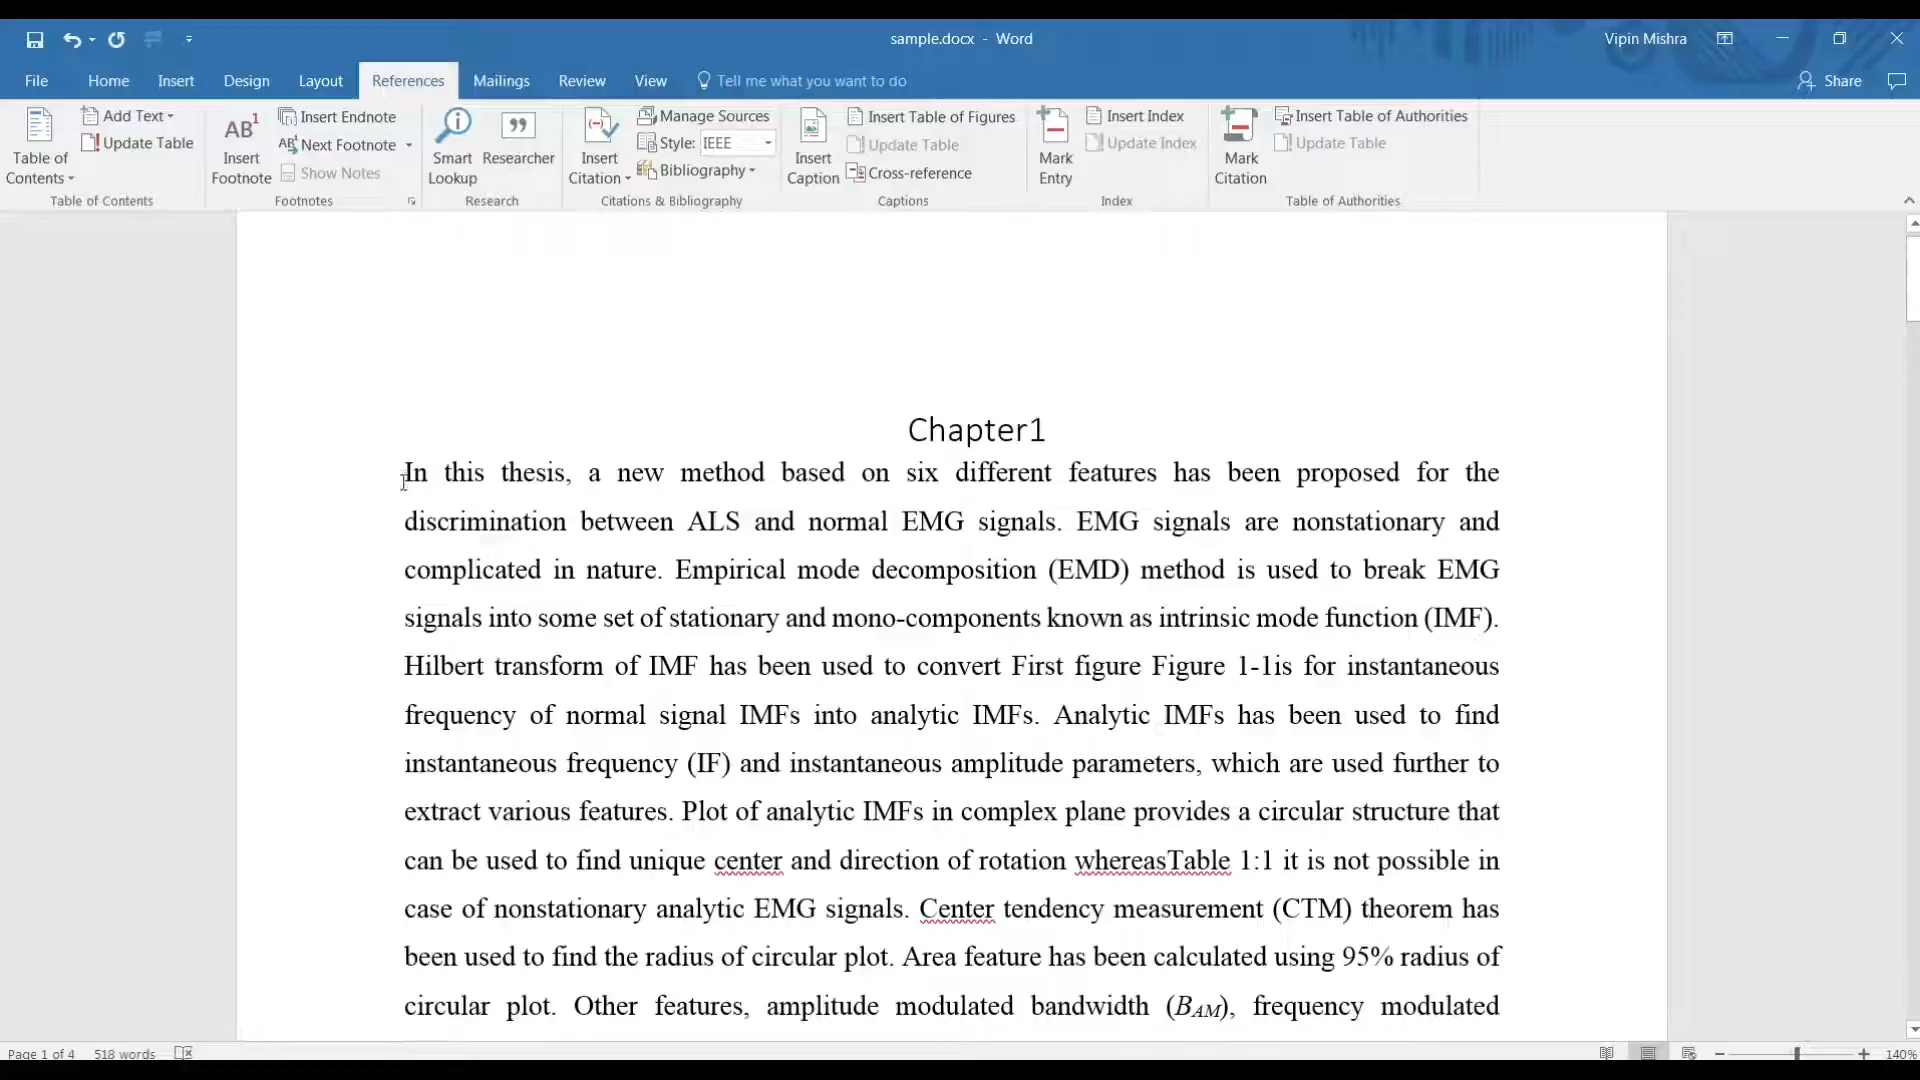 sample.docx - Word
Vipin Mishra
File Home Insert Design Layout References Mailings Review View Tell me what you want to do Share
Table of Contents
Add Text
Update Table
Table of Contents
AB1 Insert Footnote
Insert Endnote
Next Footnote
Show Notes
Footnotes
Smart Lookup
Researcher
Research
Insert Citation
Manage Sources
Style: IEEE
Bibliography
Citations & Bibliography
Insert Caption
Insert Table of Figures
Update Table
Cross-reference
Captions
Mark Entry
Insert Index
Update Index
Index
Mark Citation
Insert Table of Authorities
Update Table
Table of Authorities
Chapter1
In this thesis, a new method based on six different features has been proposed for the
discrimination between ALS and normal EMG signals. EMG signals are nonstationary and
complicated in nature. Empirical mode decomposition (EMD) method is used to break EMG
signals into some set of stationary and mono-components known as intrinsic mode function (IMF).
Hilbert transform of IMF has been used to convert First figure Figure 1-1is for instantaneous
frequency of normal signal IMFs into analytic IMFs. Analytic IMFs has been used to find
instantaneous frequency (IF) and instantaneous amplitude parameters, which are used further to
extract various features. Plot of analytic IMFs in complex plane provides a circular structure that
can be used to find unique center and direction of rotation whereasTable 1:1 it is not possible in
case of nonstationary analytic EMG signals. Center tendency measurement (CTM) theorem has
been used to find the radius of circular plot. Area feature has been calculated using 95% radius of
circular plot. Other features, amplitude modulated bandwidth (BAM), frequency modulated
Page 1 of 4 518 words 140%